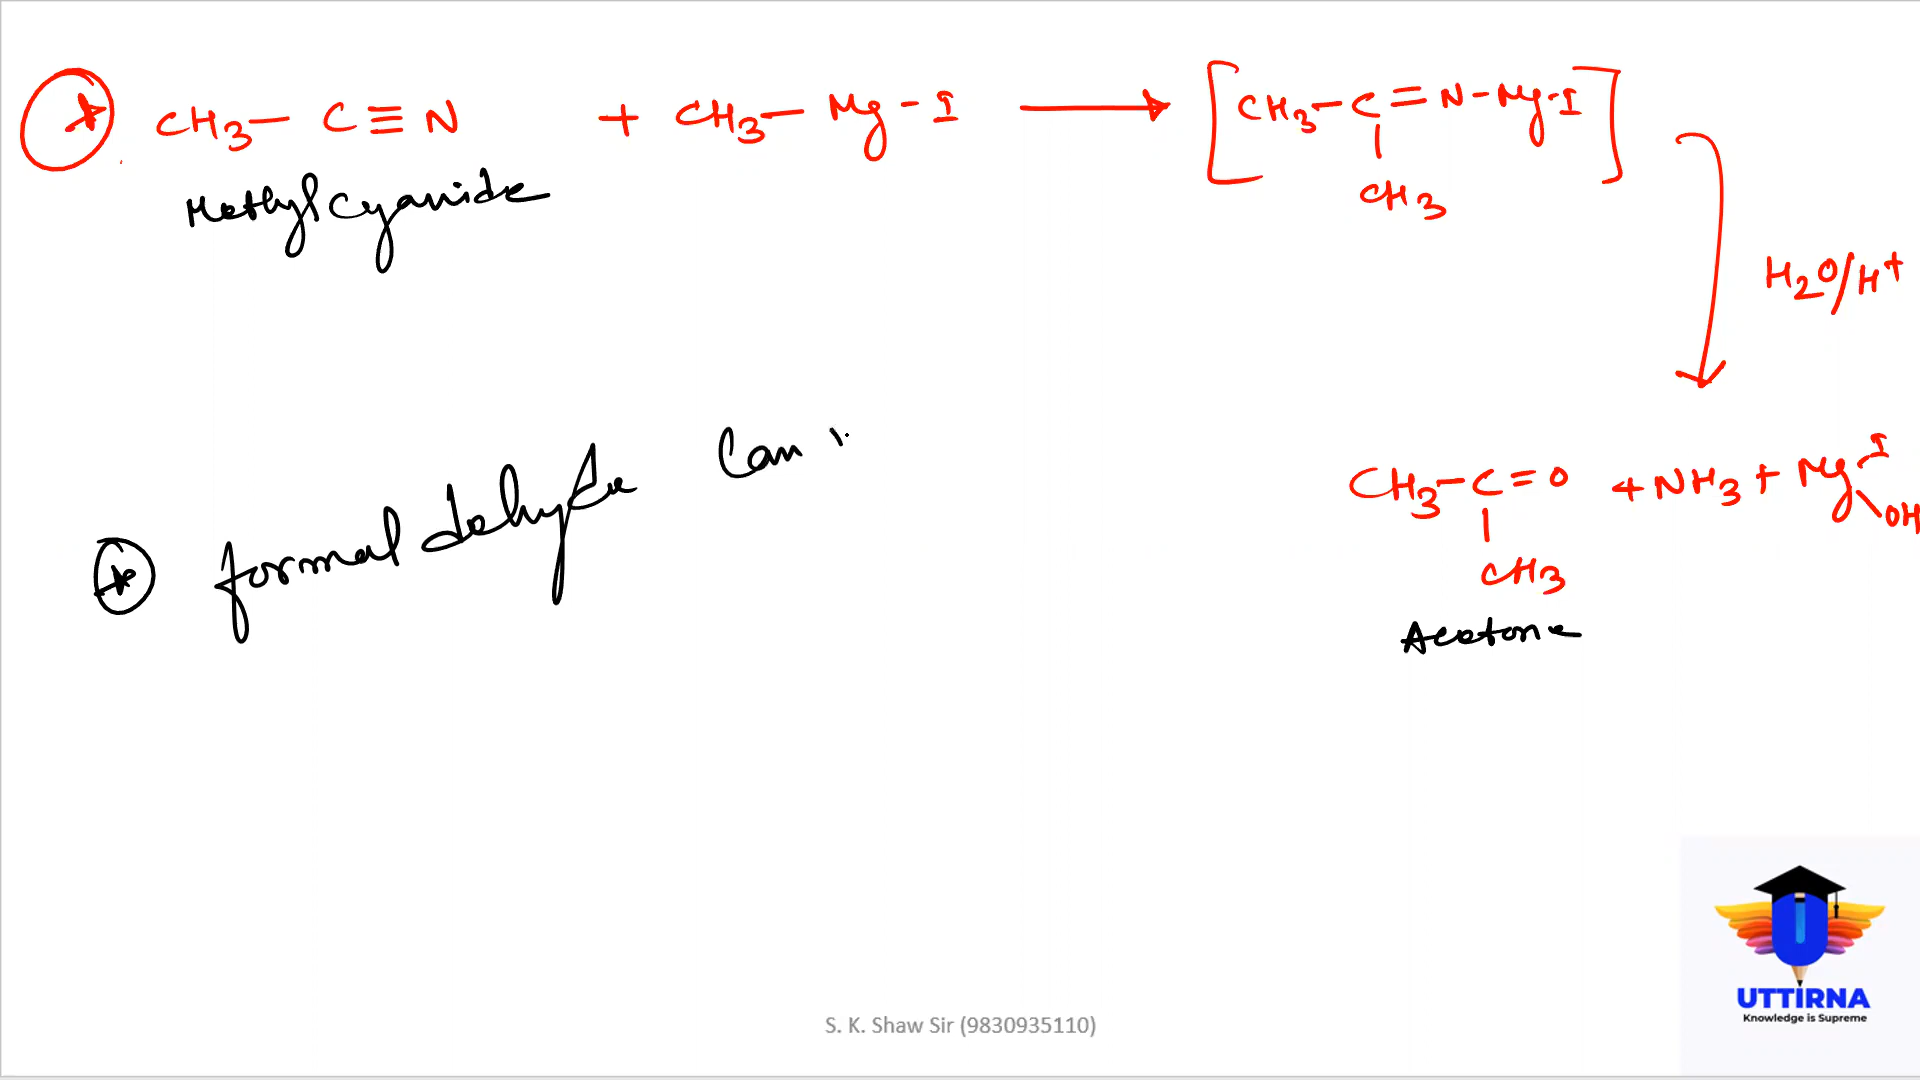 CH3- C≡N + CH3- Mg-I → [CH3-C=N-Mg-I]
|
CH3
Methyl cyanide
H2O/H+
formaldehyde Can
CH3-C=O + NH3 + Mg
I
OH
|
CH3
Acetone
S. K. Shaw Sir (9830935110)
UTTIRNA
Knowledge is Supreme